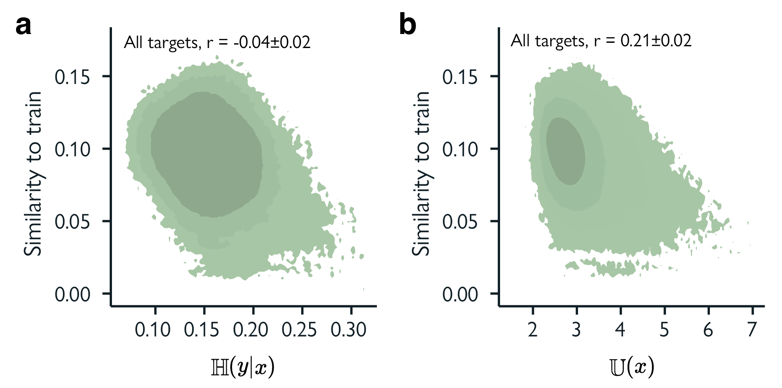 a
All targets, r = -0.04±0.02
Similarity to train
0.15
0.10
0.05
0.00
0.10 0.15 0.20 0.25 0.30
ℍ(y|x)
b
All targets, r = 0.21±0.02
Similarity to train
0.15
0.10
0.05
0.00
2 3 4 5 6 7
𝕌(x)